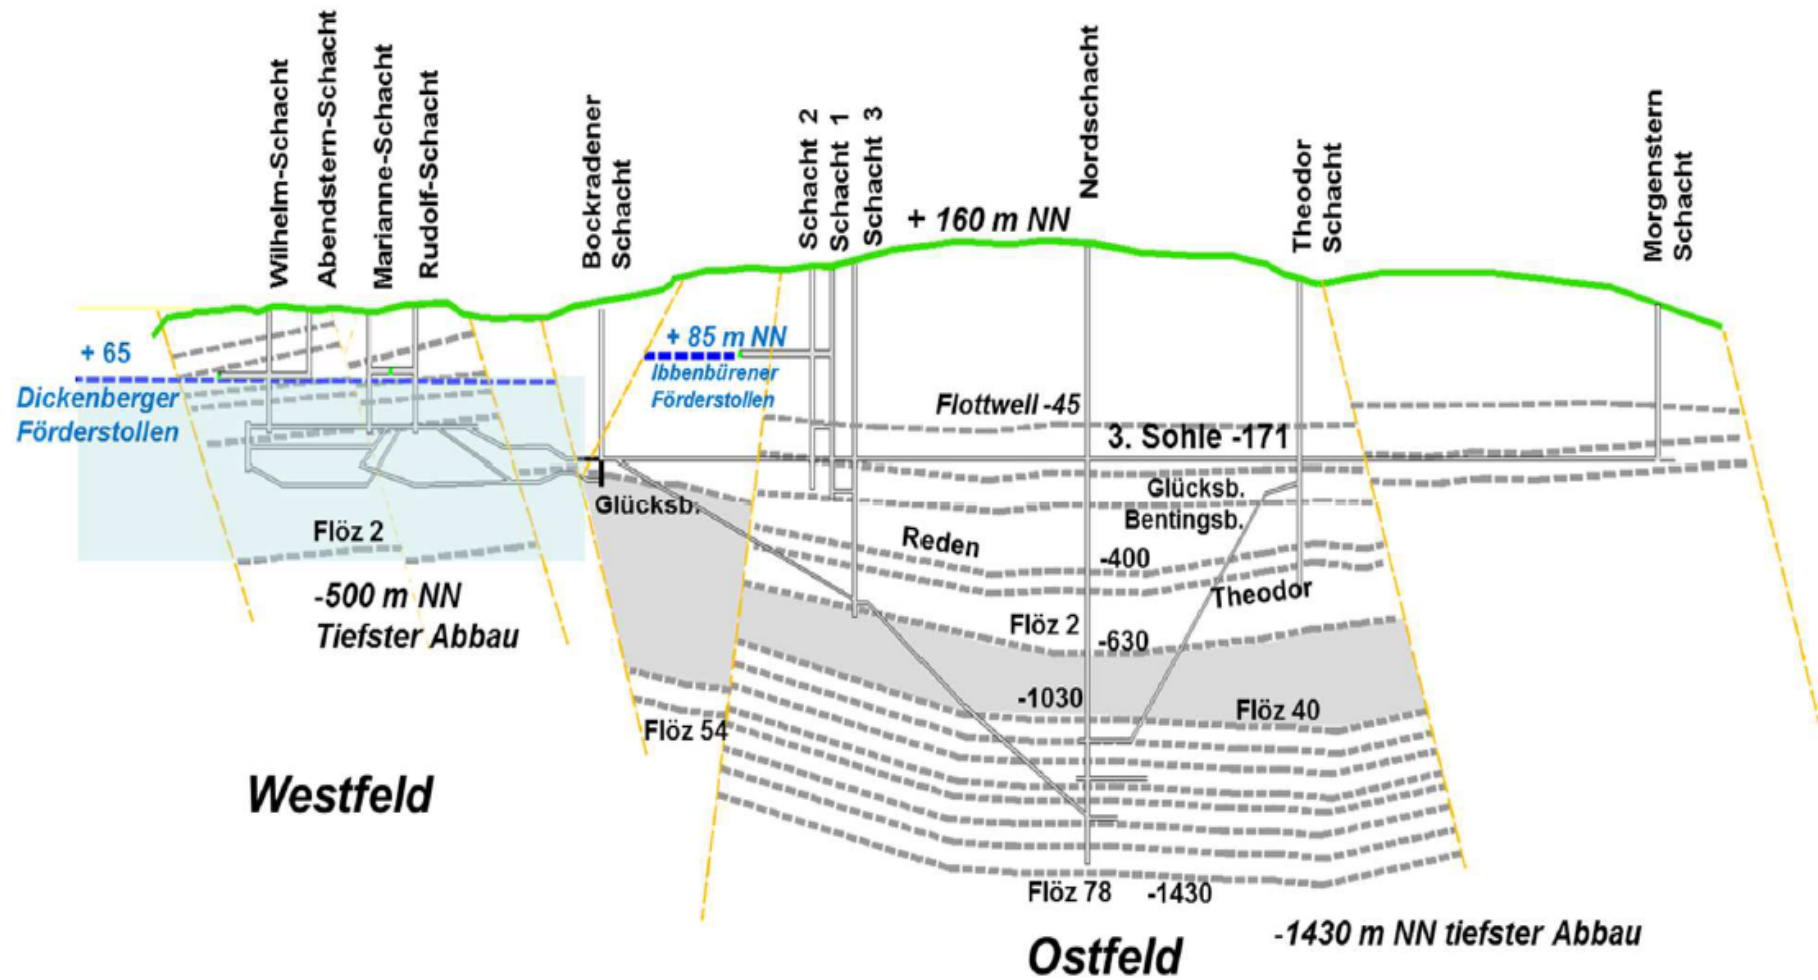 Wilhelm-Schacht
Abendstern-Schacht
Marianne-Schacht
Rudolf-Schacht
Bockradener
Schacht
Schacht 2
Schacht 1
Schacht 3
Nordschacht
Theodor
Schacht
Morgenstern
Schacht
+ 160 m NN
+ 65
Dickenberger
Förderstollen
+ 85 m NN
Ibbenbürener
Förderstollen
Flottwell -45
3. Sohle -171
Glücksb.
Glücksb.
Bentingsb.
Flöz 2
Reden
-400
Theodor
-500 m NN
Tiefster Abbau
Flöz 2
-630
-1030
Flöz 40
Flöz 54
Westfeld
Flöz 78
-1430
Ostfeld
-1430 m NN tiefster Abbau